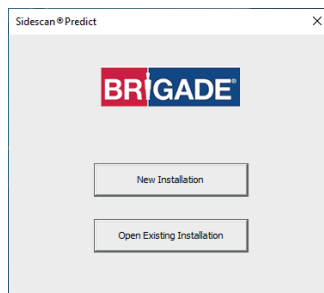 Sidescan®Predict
BRIGADE®
New Installation
Open Existing Installation